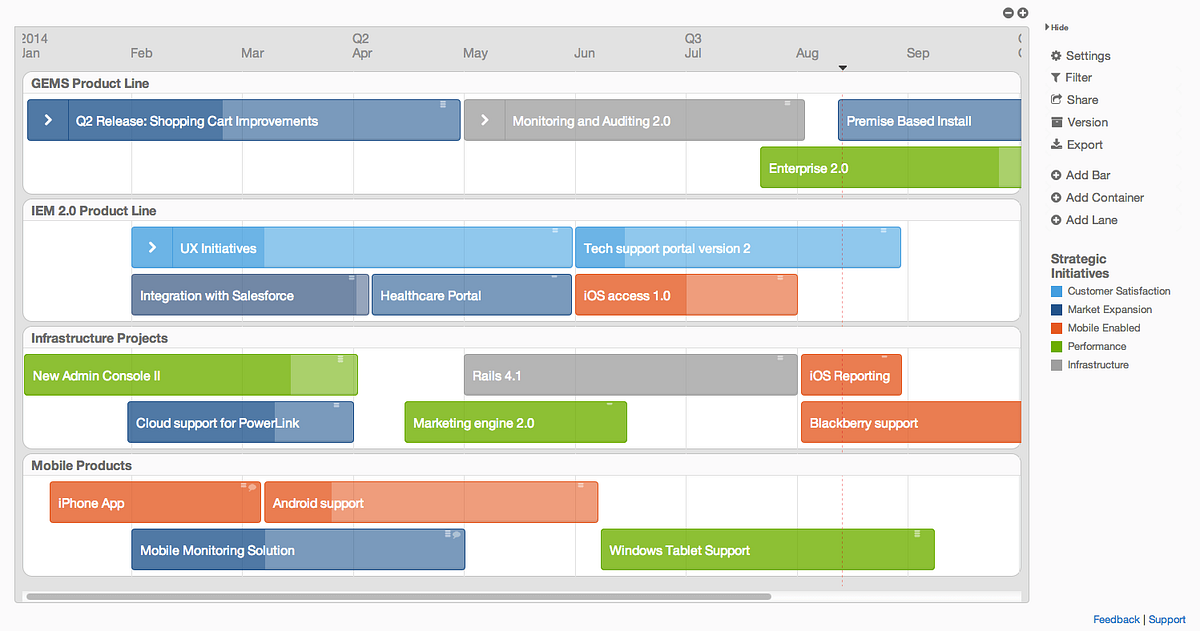 2014
Jan Feb Mar
Q2
Apr May Jun
Q3
Jul Aug Sep
GEMS Product Line
Q2 Release: Shopping Cart Improvements
Monitoring and Auditing 2.0
Premise Based Install
Enterprise 2.0
IEM 2.0 Product Line
UX Initiatives
Tech support portal version 2
Integration with Salesforce
Healthcare Portal
iOS access 1.0
Infrastructure Projects
New Admin Console II
Rails 4.1
iOS Reporting
Cloud support for PowerLink
Marketing engine 2.0
Blackberry support
Mobile Products
iPhone App
Android support
Mobile Monitoring Solution
Windows Tablet Support
Hide
Settings
Filter
Share
Version
Export
Add Bar
Add Container
Add Lane
Strategic
Initiatives
Customer Satisfaction
Market Expansion
Mobile Enabled
Performance
Infrastructure
Feedback | Support